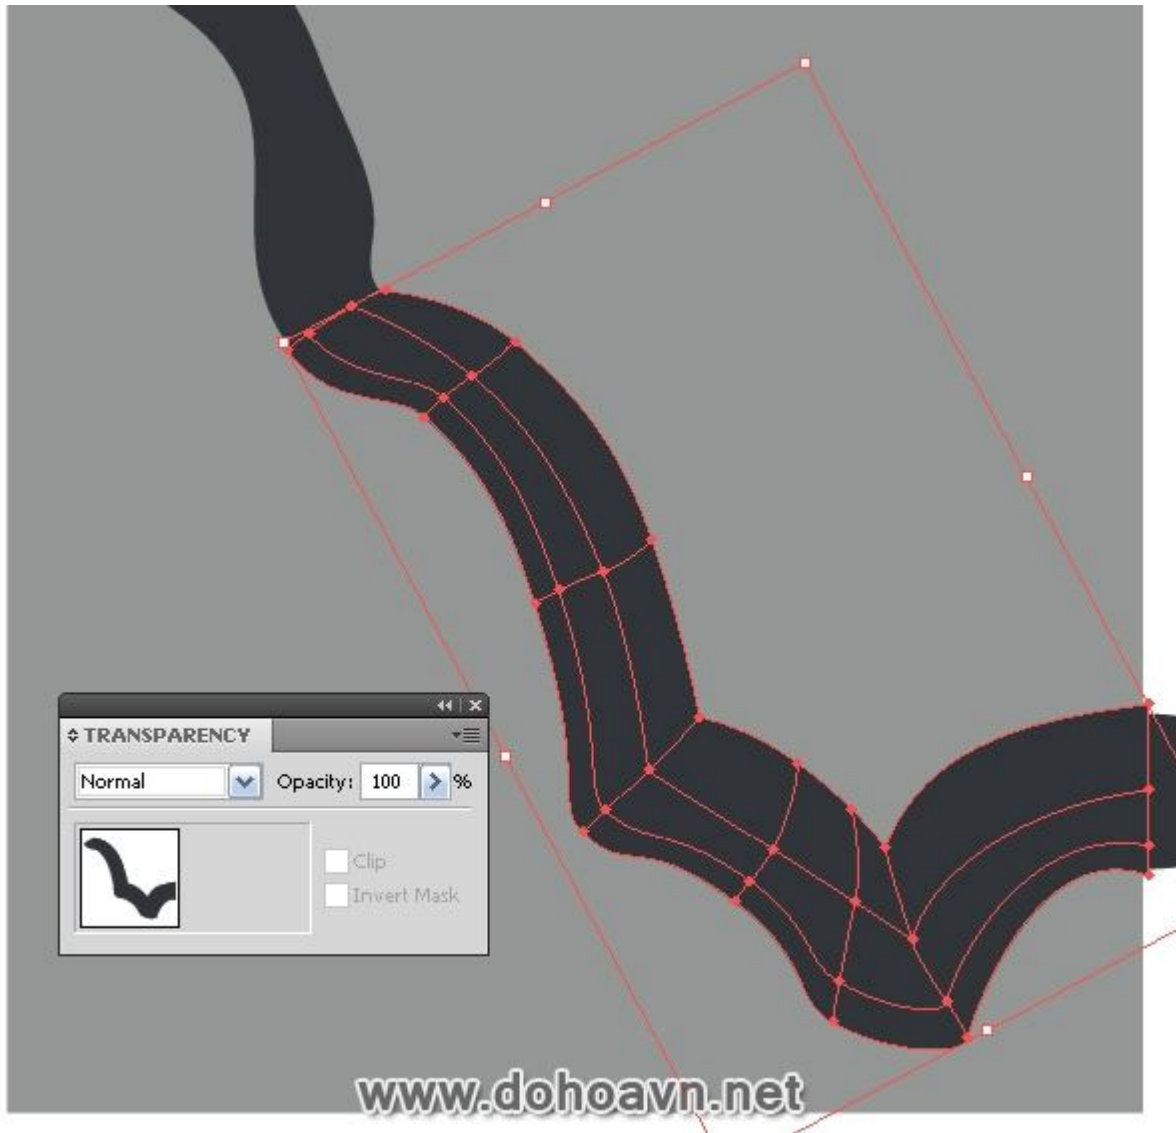 TRANSPARENCY
Normal Opacity: 100 %
Clip
Invert Mask
www.dohoavn.net